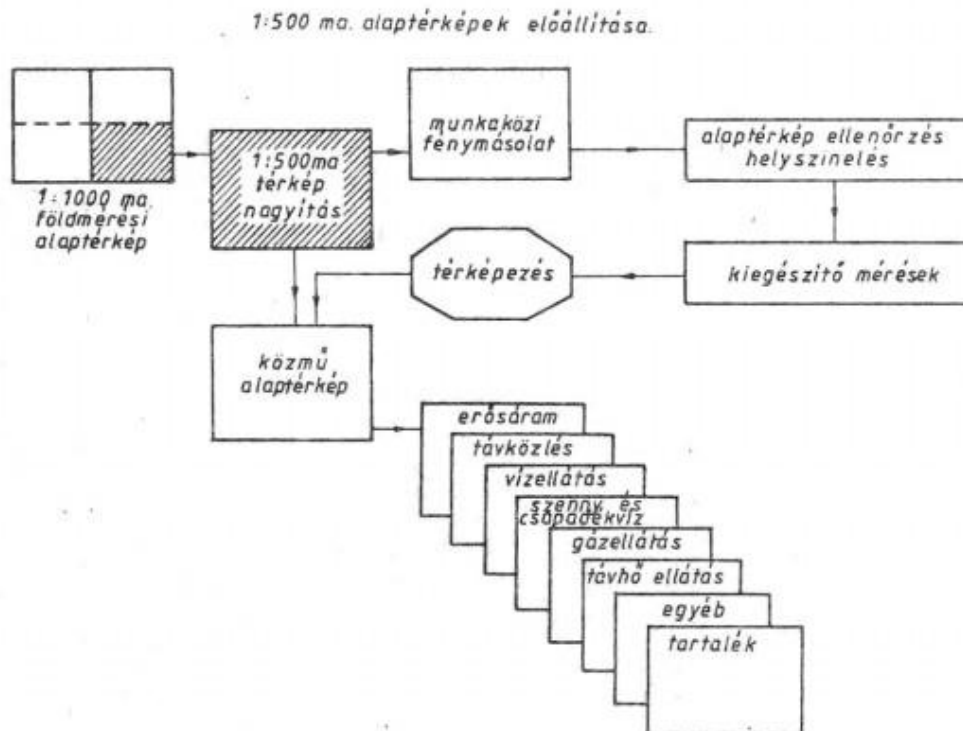 1:500 ma. alaptérképek előállítása.
1:1000 ma.
földmérési
alaptérkép
1:500 ma
térkép
nagyítás
munkaközi
fénymásolat
alaptérkép ellenőrzés
helyszinelés
kiegészítő mérések
térképezés
közmű
alaptérkép
erősáram
távközlés
vízellátás
szenny és
csapadékvíz
gázellátás
távhő ellátás
egyéb
tartalék